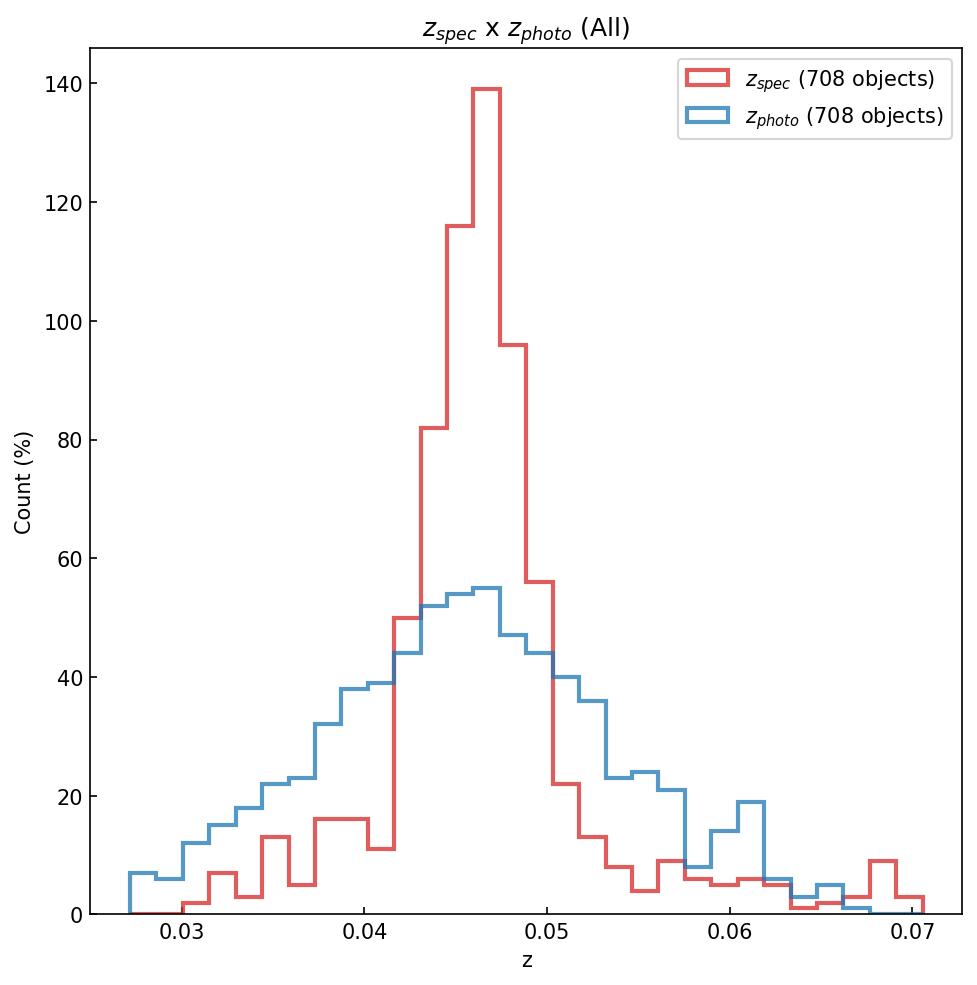 z_spec x z_photo (All)
z_spec (708 objects)
z_photo (708 objects)
Count (%)
140
120
100
80
60
40
20
0
0.03 0.04 0.05 0.06 0.07
z